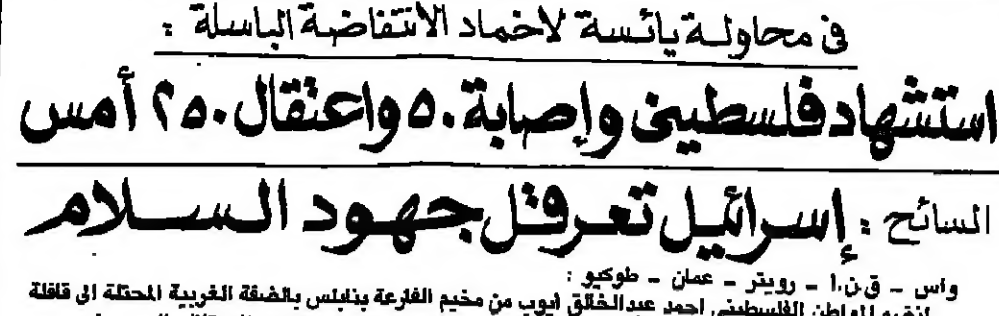 في محاولة يائسة لاخماد الانتفاضة الباسلة :
استشهاد فلسطيني وإصابة ٥٠ واعتقال ٢٥٠ أمس
السائح : إسرائيل تعرقل جهود السلام
واس - ق.ن.ا - رويتر - عمان - طوكيو :
انضم المواطن الفلسطيني احمد عبدالخالق ايوب من مخيم الفارعة بنابلس بالضفة الغربية المحتلة الى قافلة